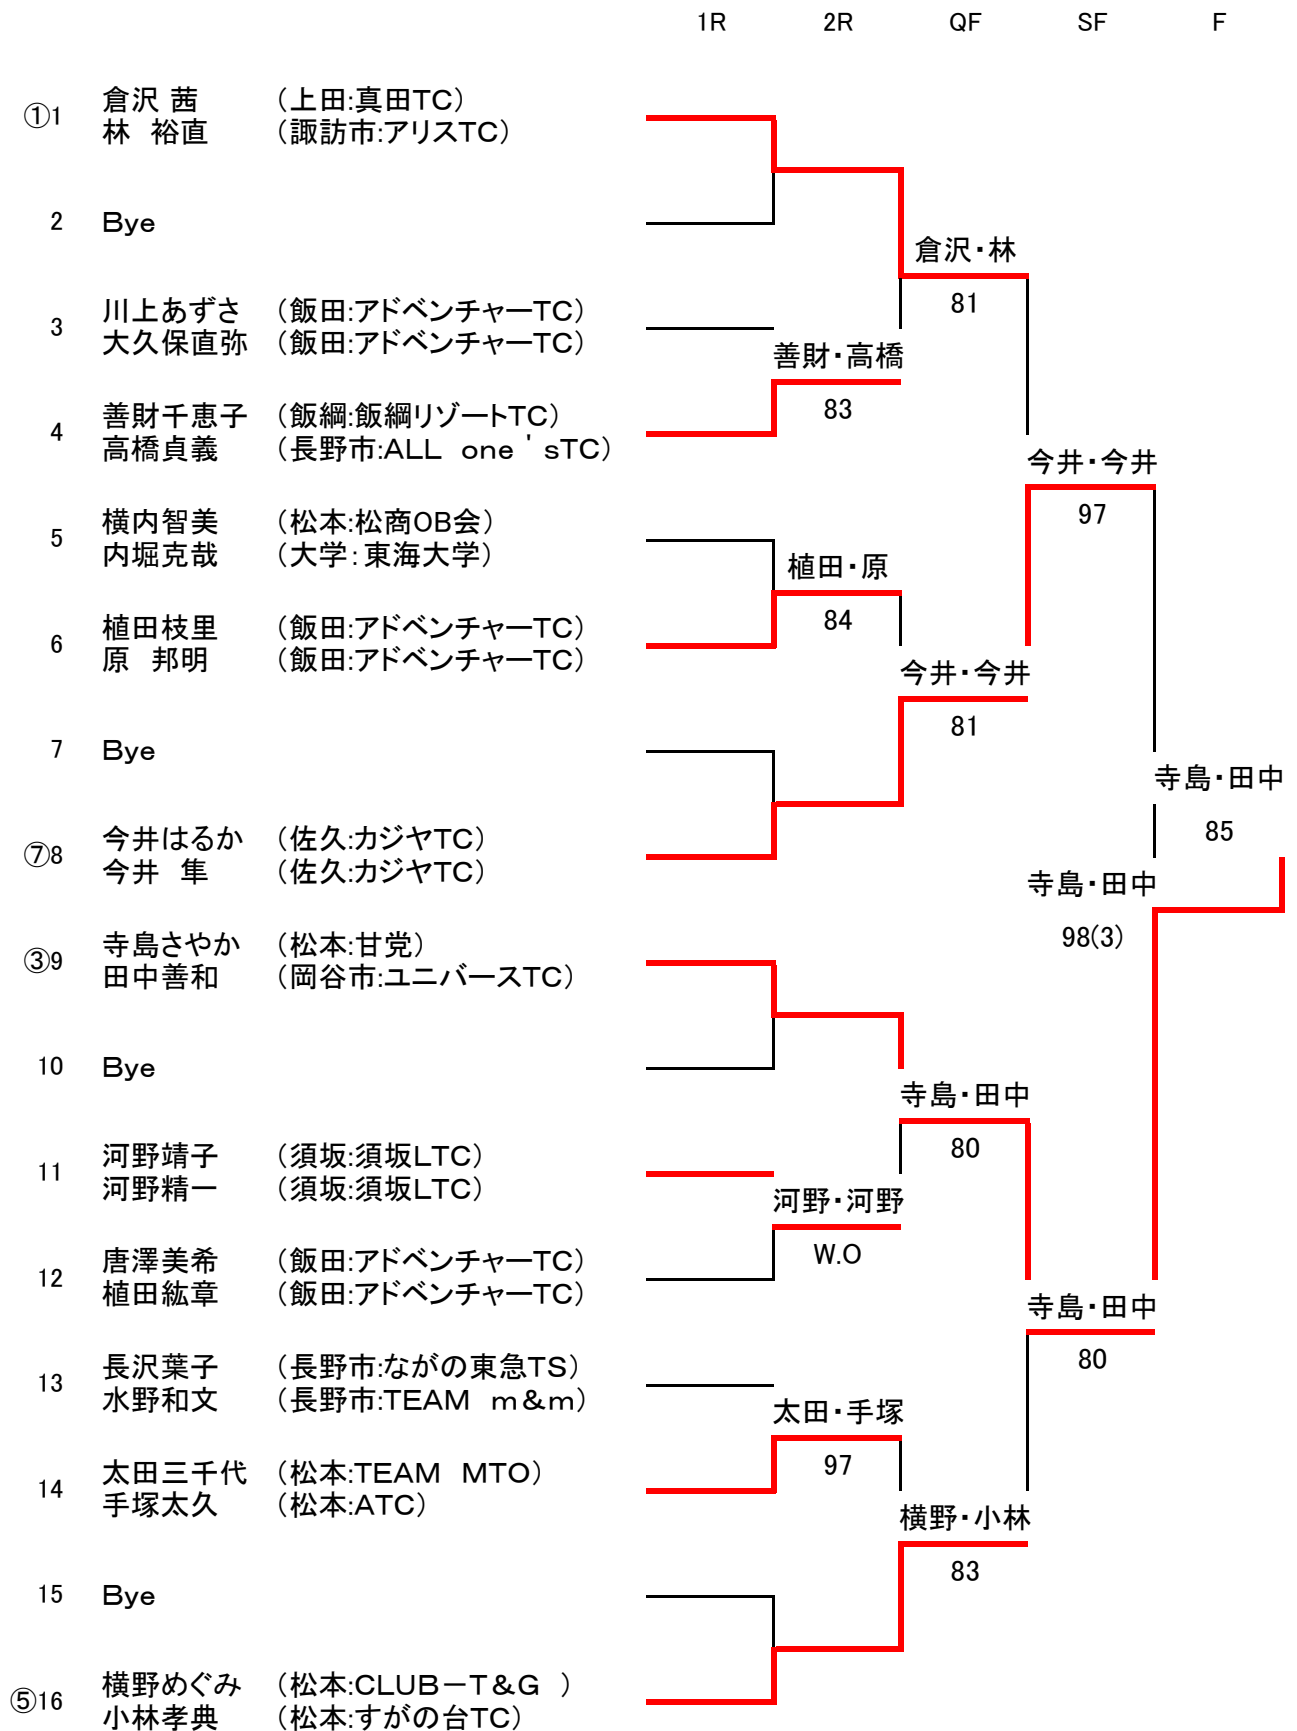 1R 2R QF SF F
①1 倉沢 茜 (上田:真田TC)
林　裕直 (諏訪市:アリスTC)
2 Bye
倉沢・林
81
3 川上あずさ (飯田:アドベンチャーTC)
大久保直弥 (飯田:アドベンチャーTC)
善財・高橋
83
4 善財千恵子 (飯綱:飯綱リゾートTC)
高橋貞義 (長野市:ALL one'sTC)
今井・今井
97
5 横内智美 (松本:松商OB会)
内堀克哉 (大学:東海大学)
植田・原
84
6 植田枝里 (飯田:アドベンチャーTC)
原　邦明 (飯田:アドベンチャーTC)
今井・今井
81
7 Bye
寺島・田中
85
⑦8 今井はるか (佐久:カジヤTC)
今井　隼 (佐久:カジヤTC)
寺島・田中
98(3)
③9 寺島さやか (松本:甘党)
田中善和 (岡谷市:ユニバースTC)
10 Bye
寺島・田中
80
11 河野靖子 (須坂:須坂LTC)
河野精一 (須坂:須坂LTC)
河野・河野
W.O
12 唐澤美希 (飯田:アドベンチャーTC)
植田紘章 (飯田:アドベンチャーTC)
寺島・田中
80
13 長沢葉子 (長野市:ながの東急TS)
水野和文 (長野市:TEAM m&m)
太田・手塚
97
14 太田三千代 (松本:TEAM MTO)
手塚太久 (松本:ATC)
横野・小林
83
15 Bye
⑤16 横野めぐみ (松本:CLUB－T&G )
小林孝典 (松本:すがの台TC)